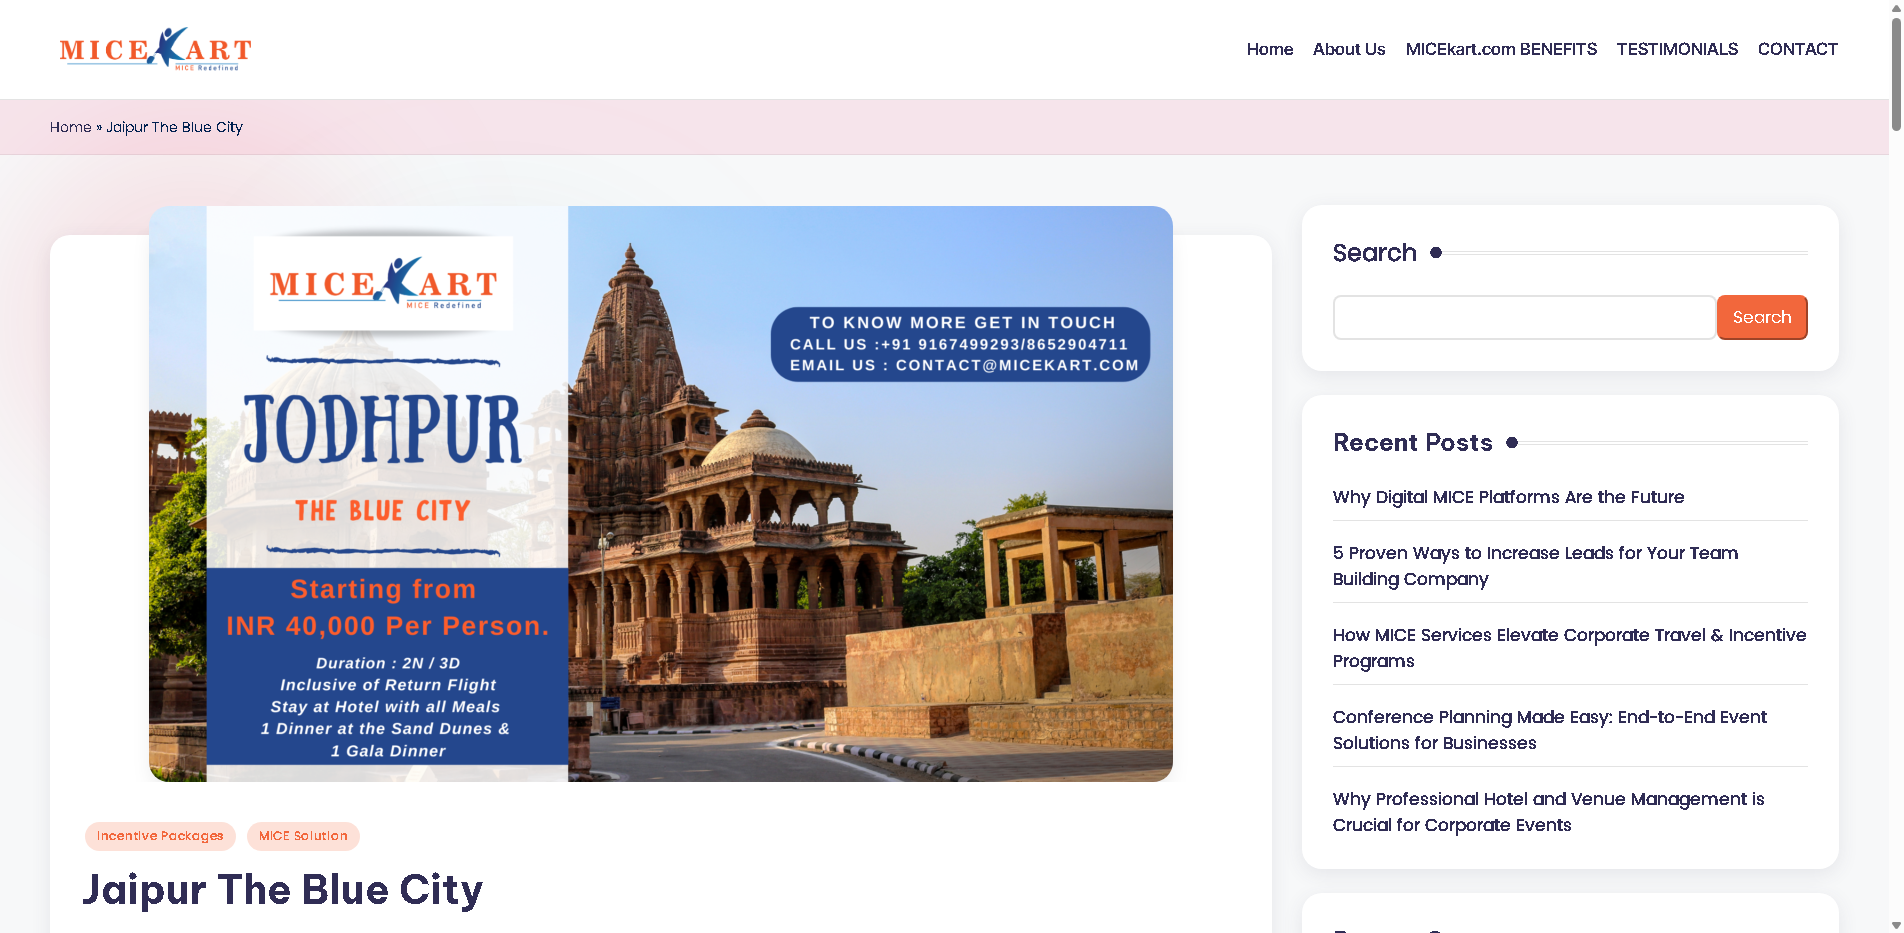 MICEKART
MICE Redefined
Home
About Us
MICEkart.com BENEFITS
TESTIMONIALS
CONTACT
Home » Jaipur The Blue City
MICEKART
MICE Redefined
JODHPUR
THE BLUE CITY
Starting from
INR 40,000 Per Person.
Duration : 2N / 3D
Inclusive of Return Flight
Stay at Hotel with all Meals
1 Dinner at the Sand Dunes &
1 Gala Dinner
TO KNOW MORE GET IN TOUCH
CALL US :+91 9167499293/8652904711
EMAIL US : CONTACT@MICEKART.COM
Incentive Packages
MICE Solution
Jaipur The Blue City
Search
Search
Recent Posts
Why Digital MICE Platforms Are the Future
5 Proven Ways to Increase Leads for Your Team
Building Company
How MICE Services Elevate Corporate Travel & Incentive
Programs
Conference Planning Made Easy: End-to-End Event
Solutions for Businesses
Why Professional Hotel and Venue Management is
Crucial for Corporate Events